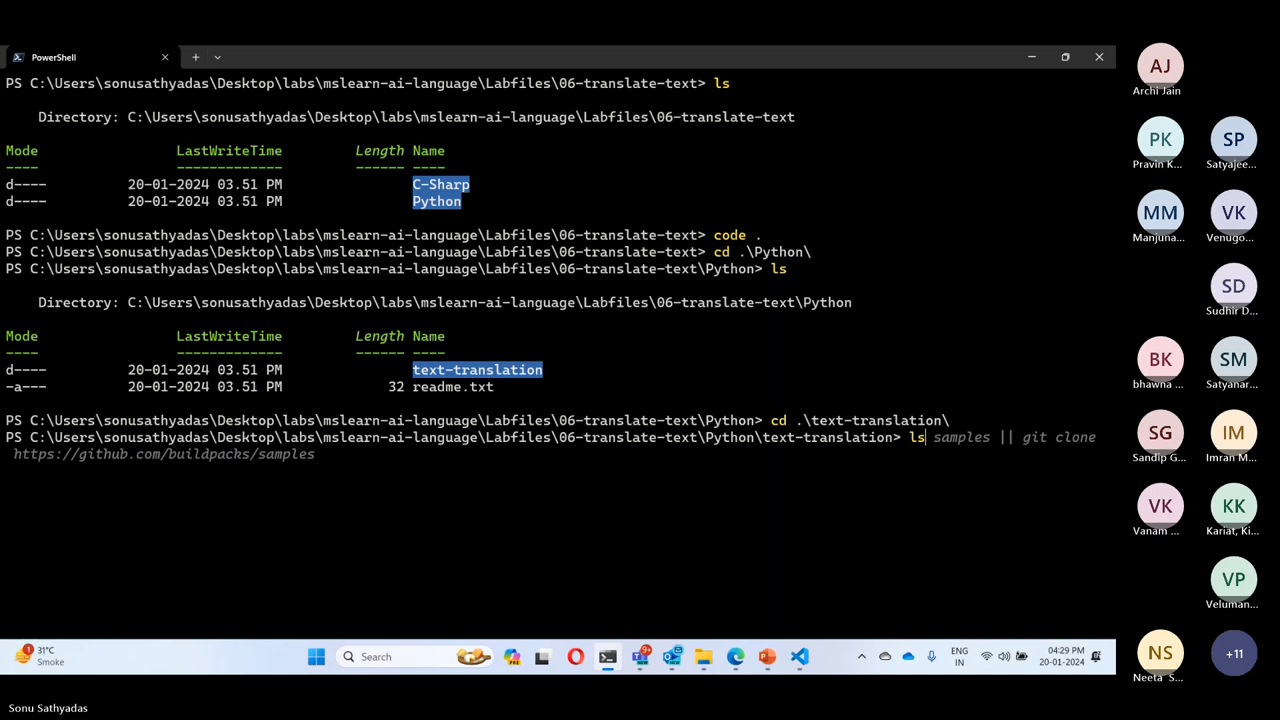 PowerShell
PS C:\Users\sonusathyadas\Desktop\labs\mslearn-ai-language\Labfiles\06-translate-text> ls
Directory: C:\Users\sonusathyadas\Desktop\labs\mslearn-ai-language\Labfiles\06-translate-text
Mode LastWriteTime Length Name
---- ------------- ------ ----
d---- 20-01-2024 03.51 PM C-Sharp
d---- 20-01-2024 03.51 PM Python
PS C:\Users\sonusathyadas\Desktop\labs\mslearn-ai-language\Labfiles\06-translate-text> code .
PS C:\Users\sonusathyadas\Desktop\labs\mslearn-ai-language\Labfiles\06-translate-text> cd .\Python\
PS C:\Users\sonusathyadas\Desktop\labs\mslearn-ai-language\Labfiles\06-translate-text\Python> ls
Directory: C:\Users\sonusathyadas\Desktop\labs\mslearn-ai-language\Labfiles\06-translate-text\Python
Mode LastWriteTime Length Name
---- ------------- ------ ----
d---- 20-01-2024 03.51 PM text-translation
-a--- 20-01-2024 03.51 PM 32 readme.txt
PS C:\Users\sonusathyadas\Desktop\labs\mslearn-ai-language\Labfiles\06-translate-text\Python> cd .\text-translation\
PS C:\Users\sonusathyadas\Desktop\labs\mslearn-ai-language\Labfiles\06-translate-text\Python\text-translation> ls samples || git clone
https://github.com/buildpacks/samples
AJ
Archi Jain
PK SP
Pravin K... Satyajee...
MM VK
Manjuna... Venugo...
SD
Sudhir D...
BK SM
bhawna ... Satyanar...
SG IM
Sandip G... Imran M...
VK KK
Vanam ... Kariat, Ki...
VP
Veluman...
NS +11
Neeta S...
1
31°C
Smoke
Search
PRE
9+
ENG
IN
04:29 PM
20-01-2024
Sonu Sathyadas